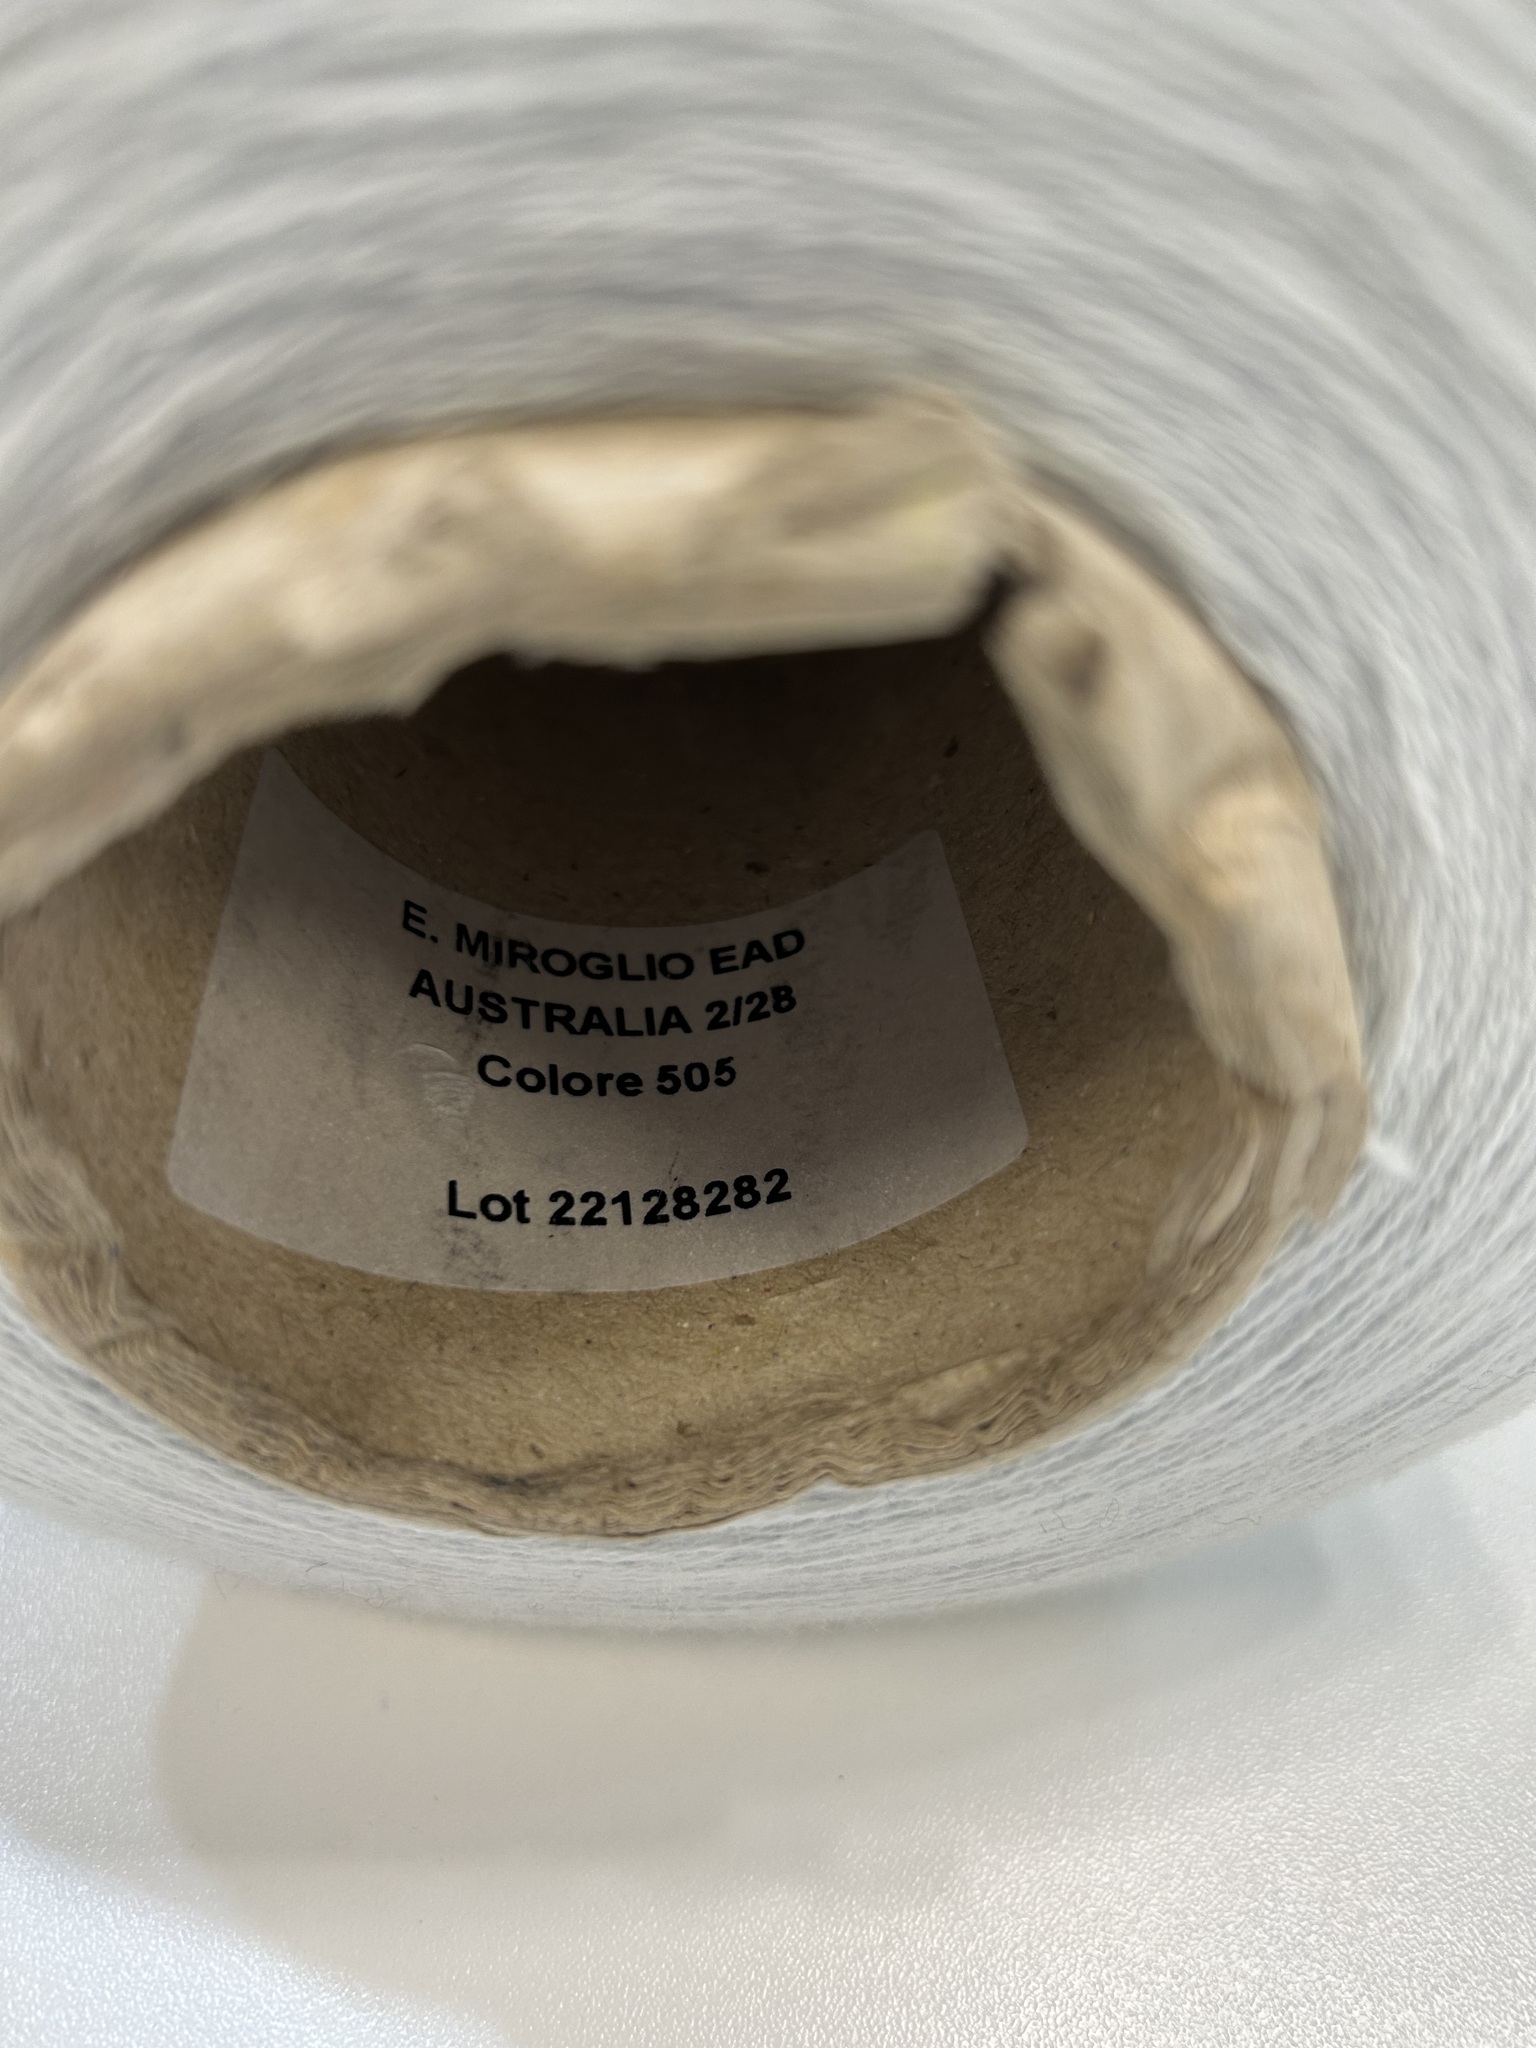 E. MIROGLIO EAD
AUSTRALIA 2/28
Colore 505
Lot 22128282